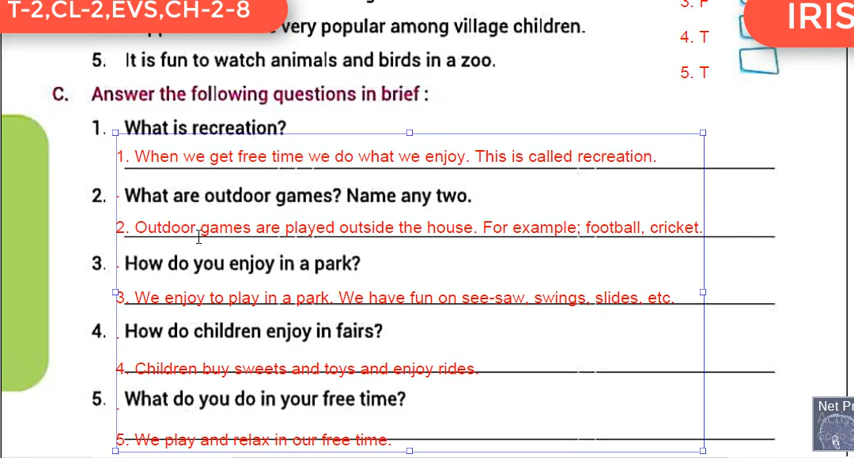 T-2,CL-2,EVS,CH-2-8
IRIS
very popular among village children.
3. F
4. T
5. It is fun to watch animals and birds in a zoo.
5. T
C. Answer the following questions in brief :
1. What is recreation?
1. When we get free time we do what we enjoy. This is called recreation.
2. What are outdoor games? Name any two.
2. Outdoor games are played outside the house. For example; football, cricket.
3. How do you enjoy in a park?
3. We enjoy to play in a park. We have fun on see-saw, swings, slides, etc.
4. How do children enjoy in fairs?
4. Children buy sweets and toys and enjoy rides.
5. What do you do in your free time?
Net Pr
5. We play and relax in our free time.